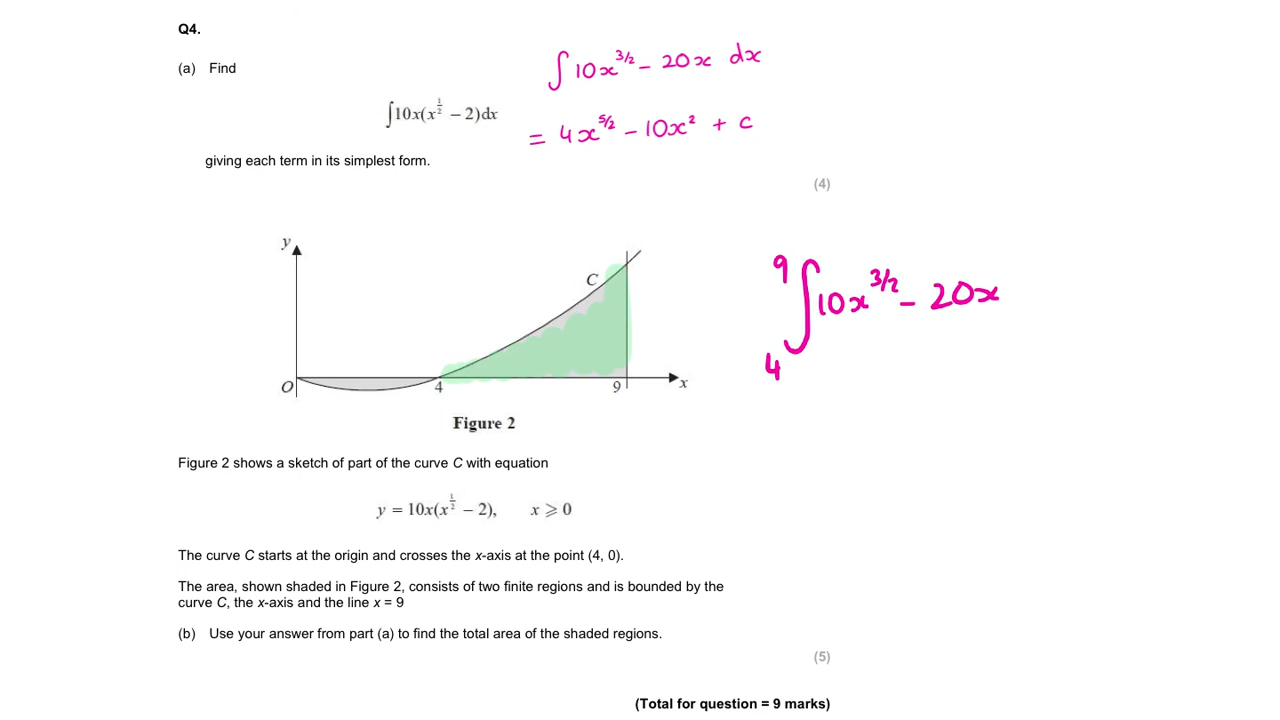 Q4.
(a) Find
∫10x^{3/2} - 20x dx
∫10x(x^{1/2} − 2)dx
= 4x^{5/2} - 10x² + c
giving each term in its simplest form.
(4)
y
C
O 4 9 x
9
∫10x^{3/2} - 20x
4
Figure 2
Figure 2 shows a sketch of part of the curve C with equation
y = 10x(x^{1/2} − 2), x ⩾ 0
The curve C starts at the origin and crosses the x-axis at the point (4, 0).
The area, shown shaded in Figure 2, consists of two finite regions and is bounded by the
curve C, the x-axis and the line x = 9
(b) Use your answer from part (a) to find the total area of the shaded regions.
(5)
(Total for question = 9 marks)